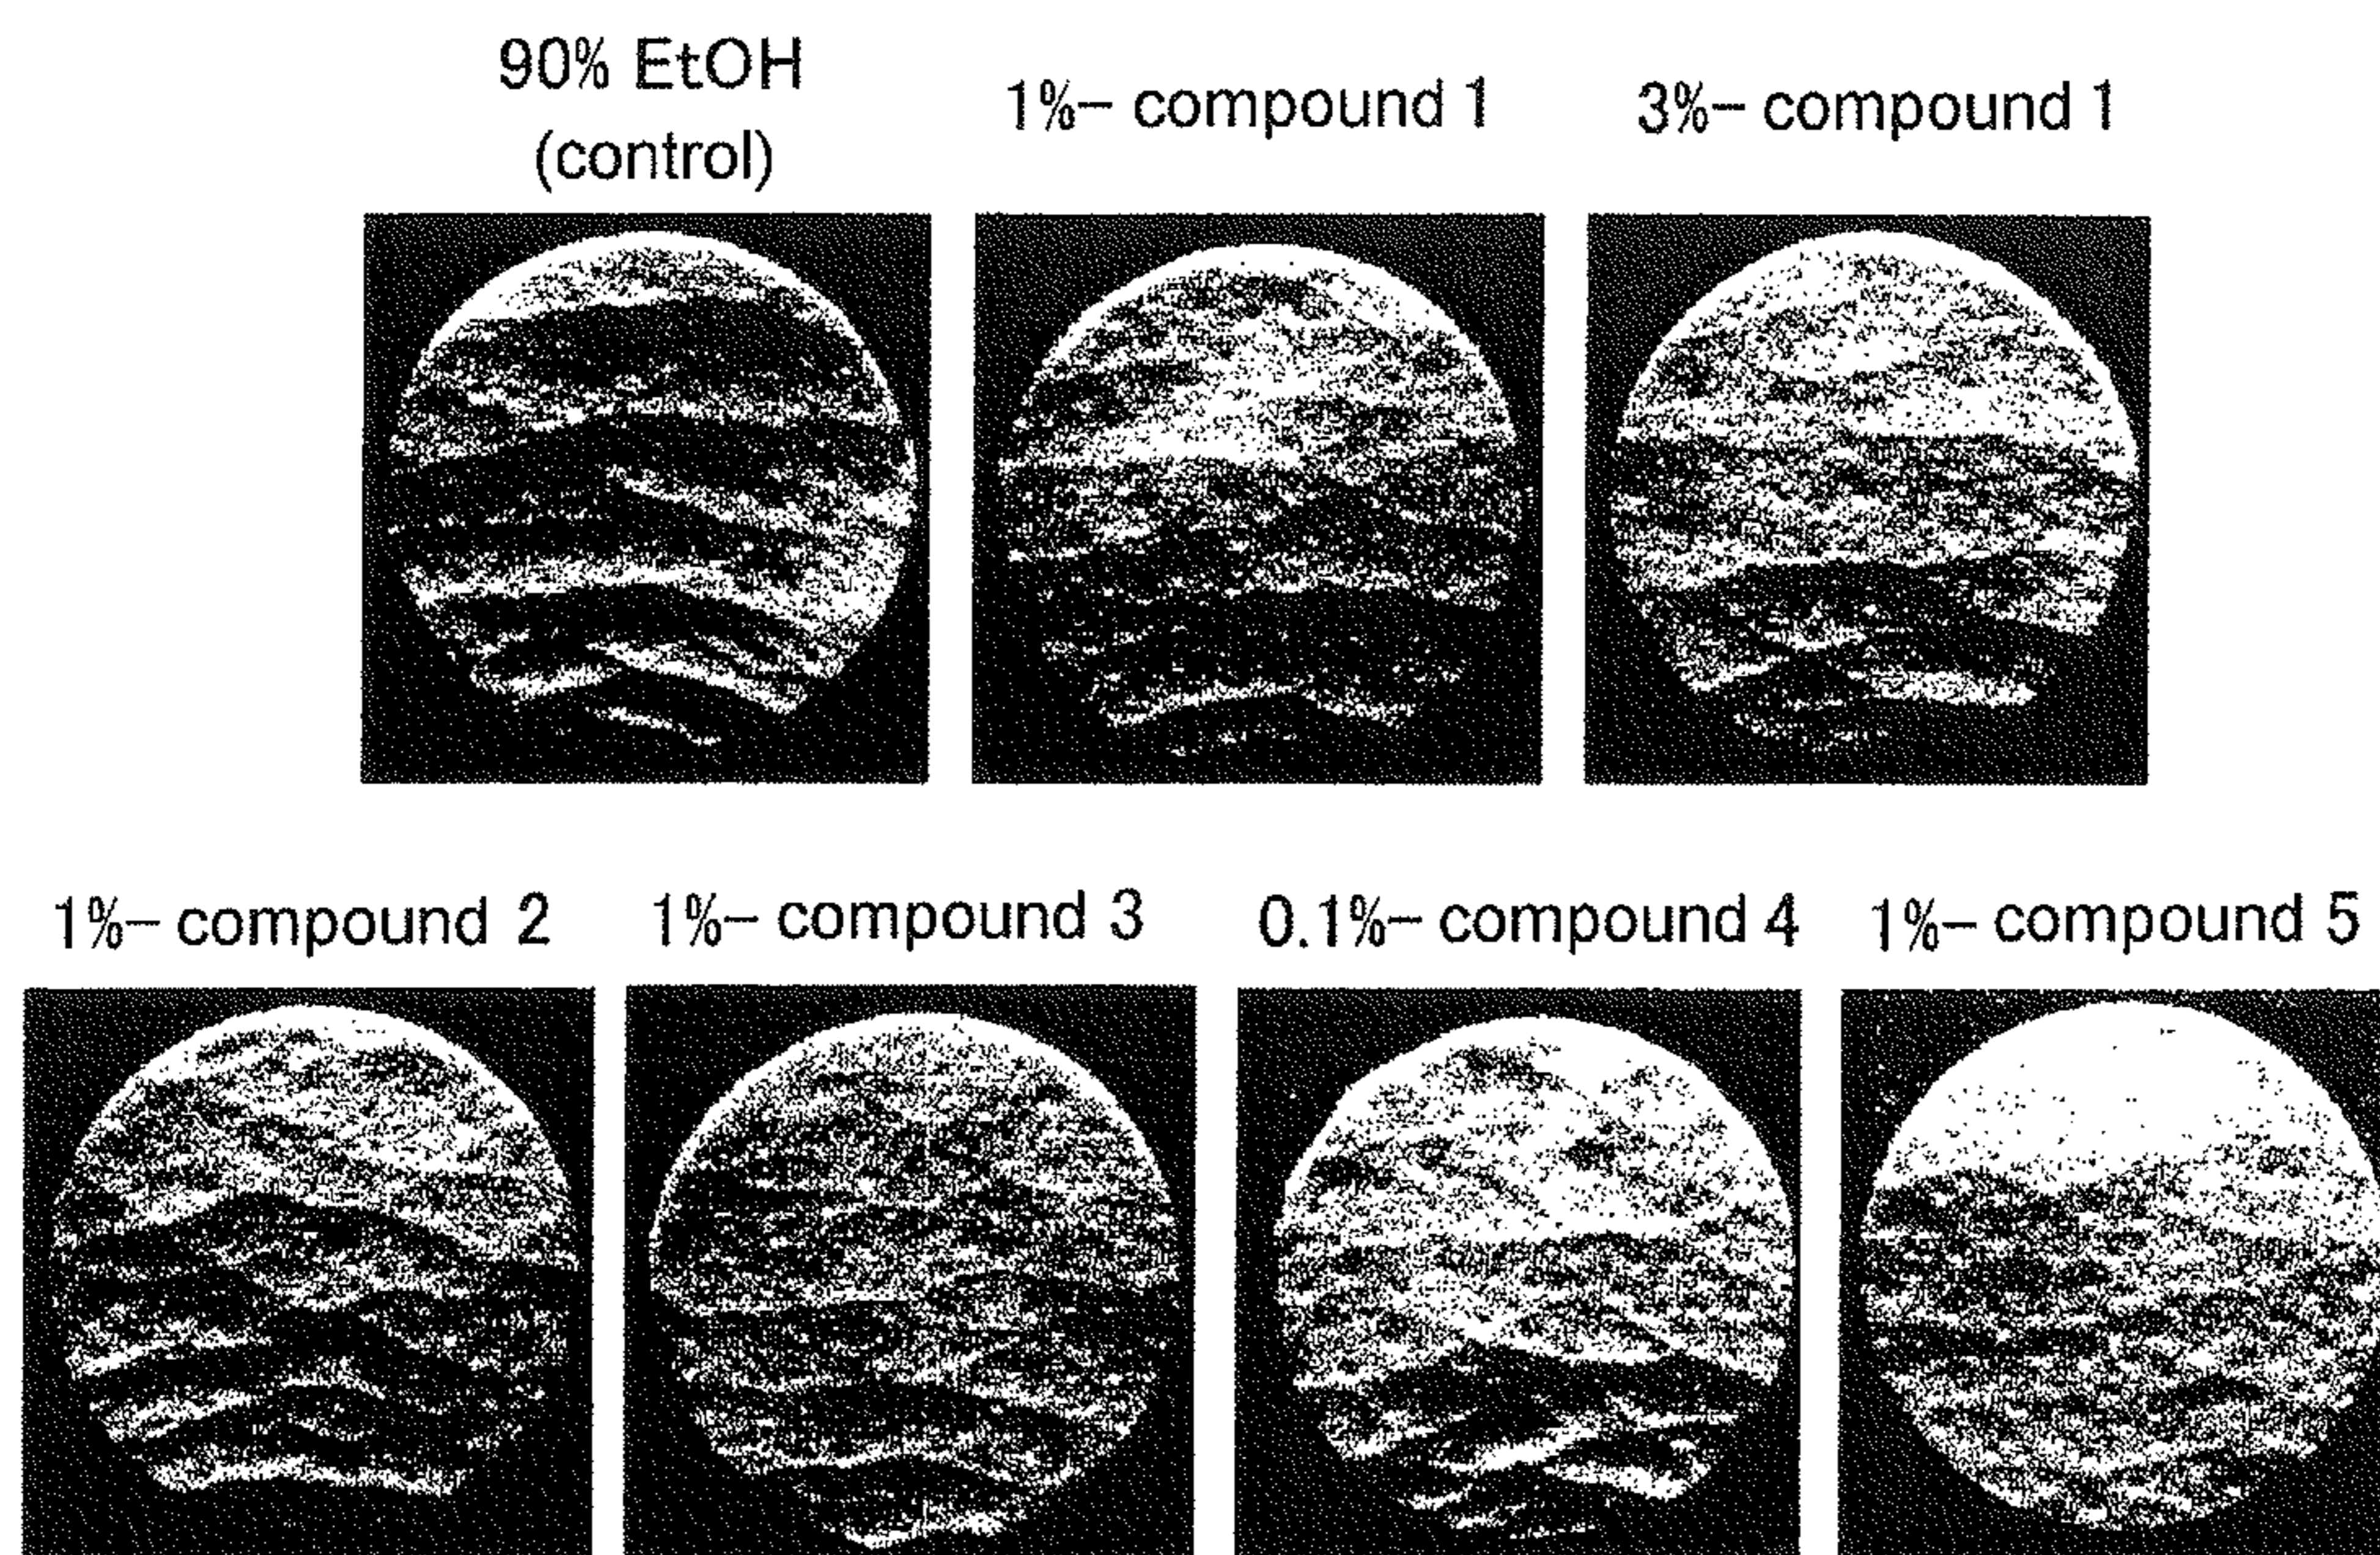 90% EtOH
(control)
1%- compound 1
3%- compound 1
1%- compound 2
1%- compound 3
0.1%- compound 4
1%- compound 5